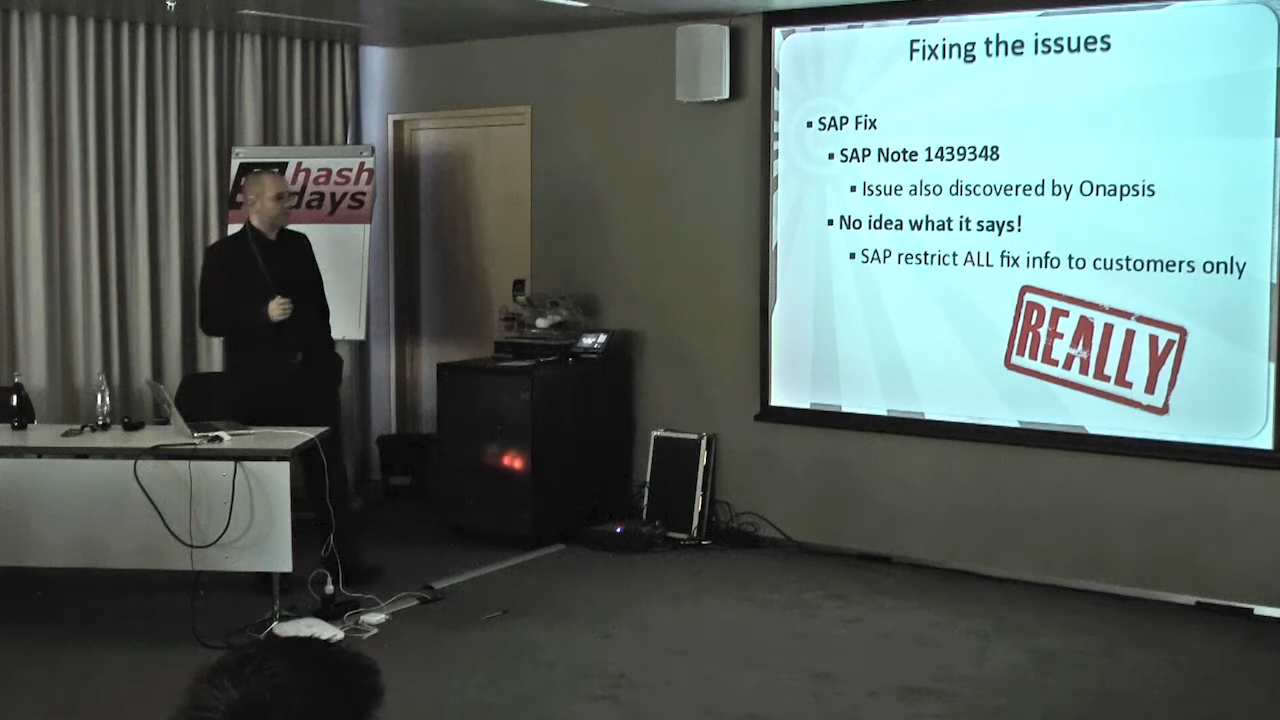 hash
days
Fixing the issues
SAP Fix
SAP Note 1439348
Issue also discovered by Onapsis
No idea what it says!
SAP restrict ALL fix info to customers only
REALLY